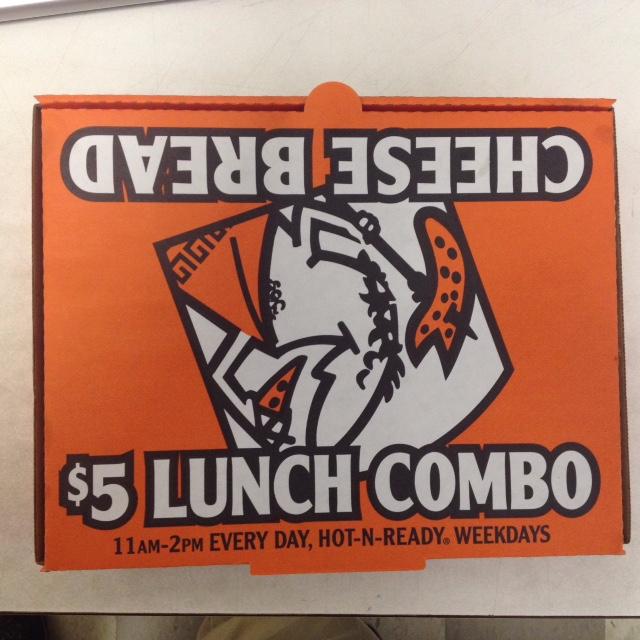 CHEESE BREAD
$5 LUNCH COMBO
11AM-2PM EVERY DAY, HOT-N-READY® WEEKDAYS